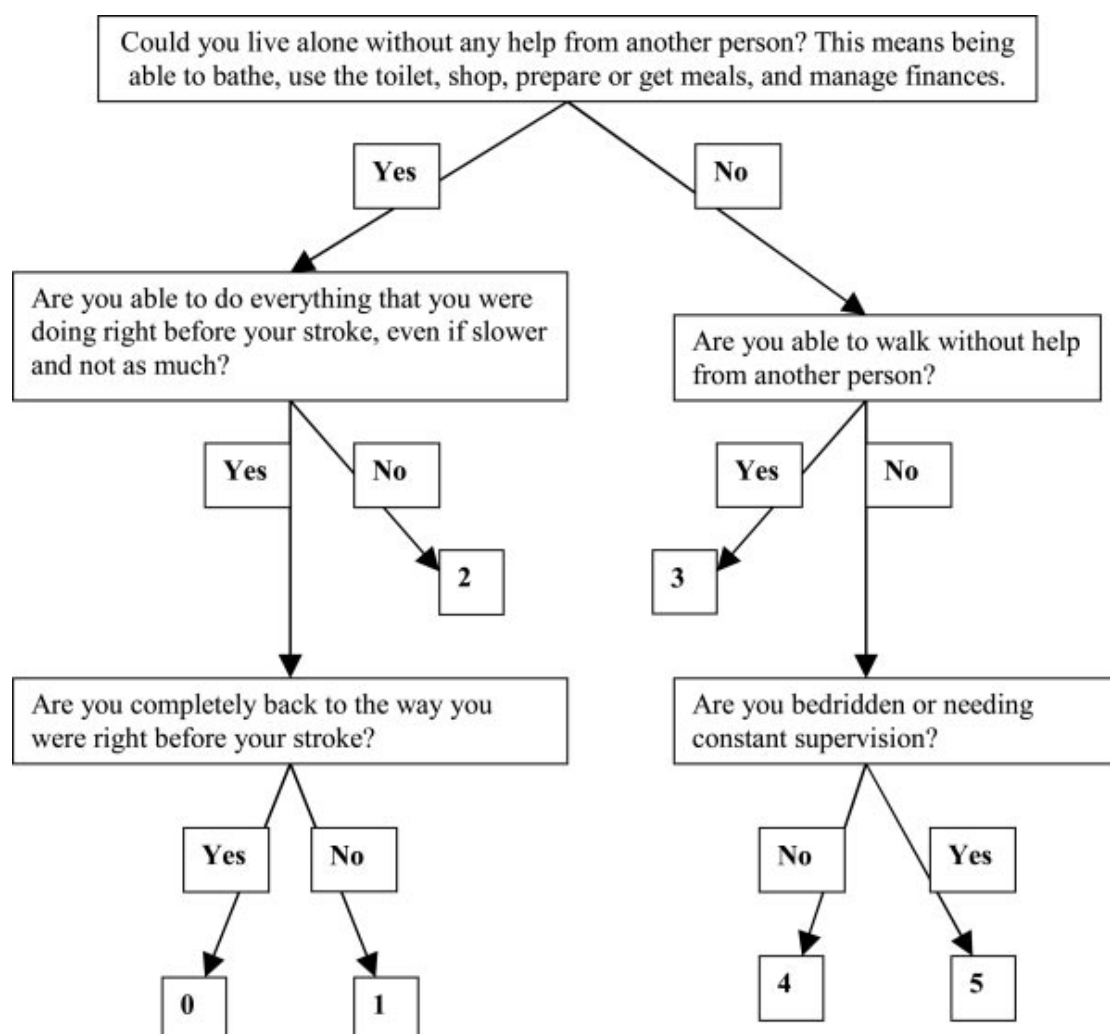 Could you live alone without any help from another person? This means being
able to bathe, use the toilet, shop, prepare or get meals, and manage finances.
Yes
No
Are you able to do everything that you were
doing right before your stroke, even if slower
and not as much?
Are you able to walk without help
from another person?
Yes
No
Yes
No
2
3
Are you completely back to the way you
were right before your stroke?
Are you bedridden or needing
constant supervision?
Yes
No
No
Yes
0
1
4
5